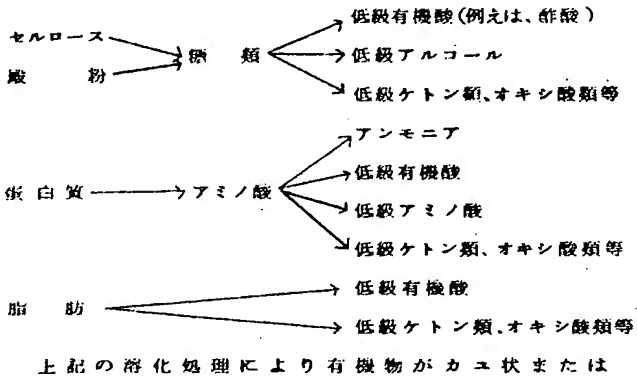 低級有機酸(例えば、酢酸)
セルロース
糖類
低級アルコール
澱粉
低級ケトン類、オキシ酸類等
アンモニア
低級有機酸
蛋白質
アミノ酸
低級アミノ酸
低級ケトン類、オキシ酸類等
低級有機酸
脂肪
低級ケトン類、オキシ酸類等
上記の溶化処理により有機物がカユ状または